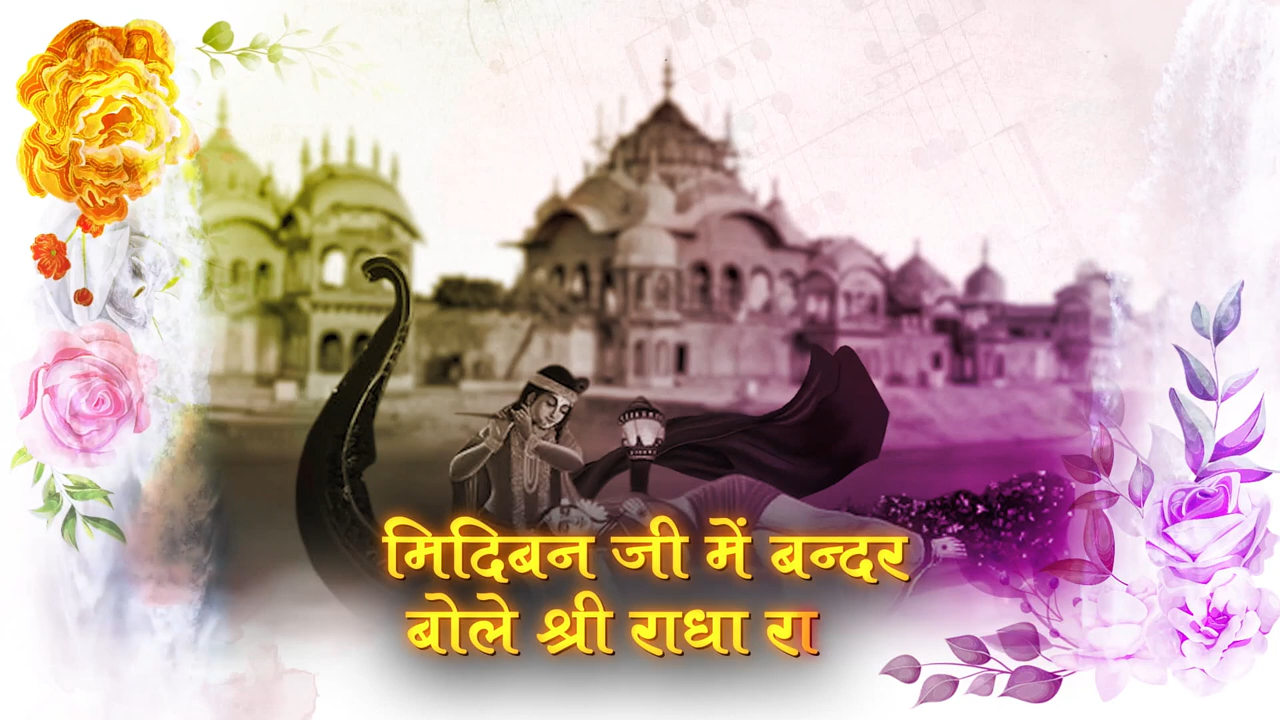 मिदिबन जी में बन्दर
बोले श्री राधा रा